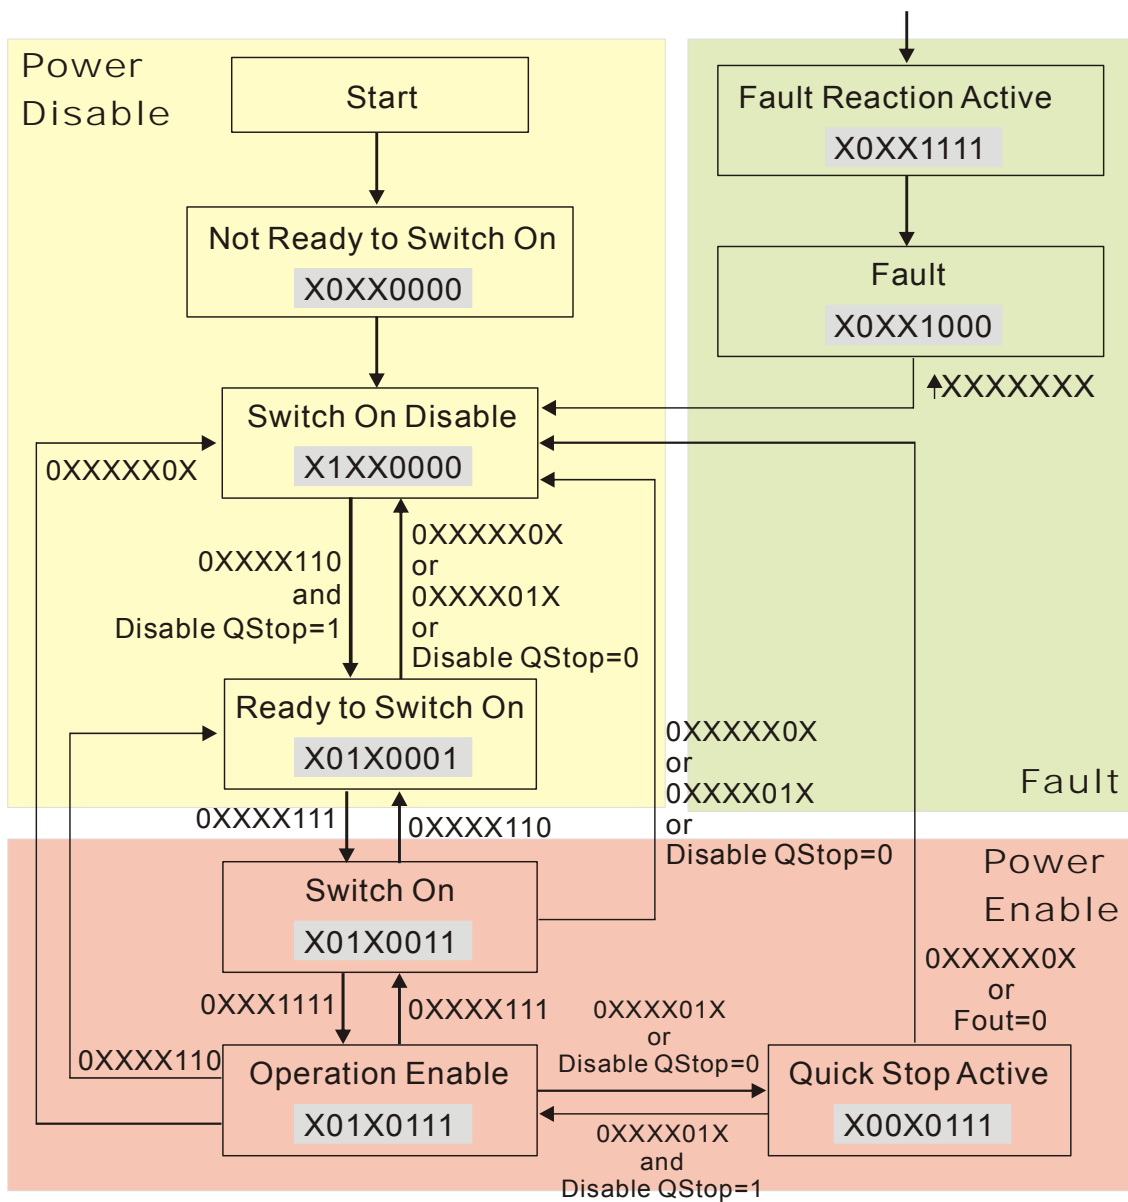 Power
Disable
Start
Not Ready to Switch On
X0XX0000
Switch On Disable
X1XX0000
0XXXXX0X
0XXXX110
and
Disable QStop=1
0XXXXX0X
or
0XXXX01X
or
Disable QStop=0
Ready to Switch On
X01X0001
0XXXX111
0XXXX110
Fault Reaction Active
X0XX1111
Fault
X0XX1000
XXXXXXX
Fault
0XXXXX0X
or
0XXXX01X
or
Disable QStop=0
Power
Enable
Switch On
X01X0011
0XXX1111
0XXXX111
0XXXX110
Operation Enable
X01X0111
0XXXX01X
or
Disable QStop=0
0XXXX01X
and
Disable QStop=1
0XXXXX0X
or
Fout=0
Quick Stop Active
X00X0111